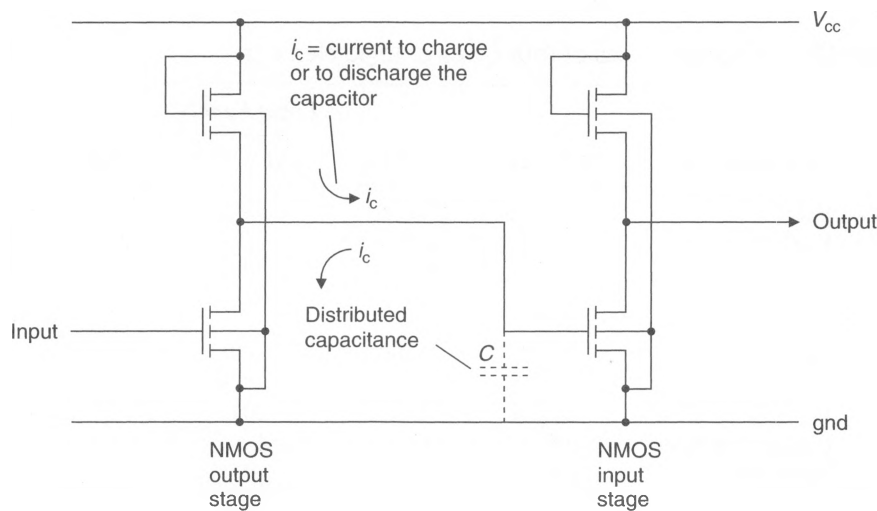 V_cc
i_c = current to charge
or to discharge the
capacitor
i_c
Output
i_c
Input
Distributed
capacitance
C
gnd
NMOS
output
stage
NMOS
input
stage